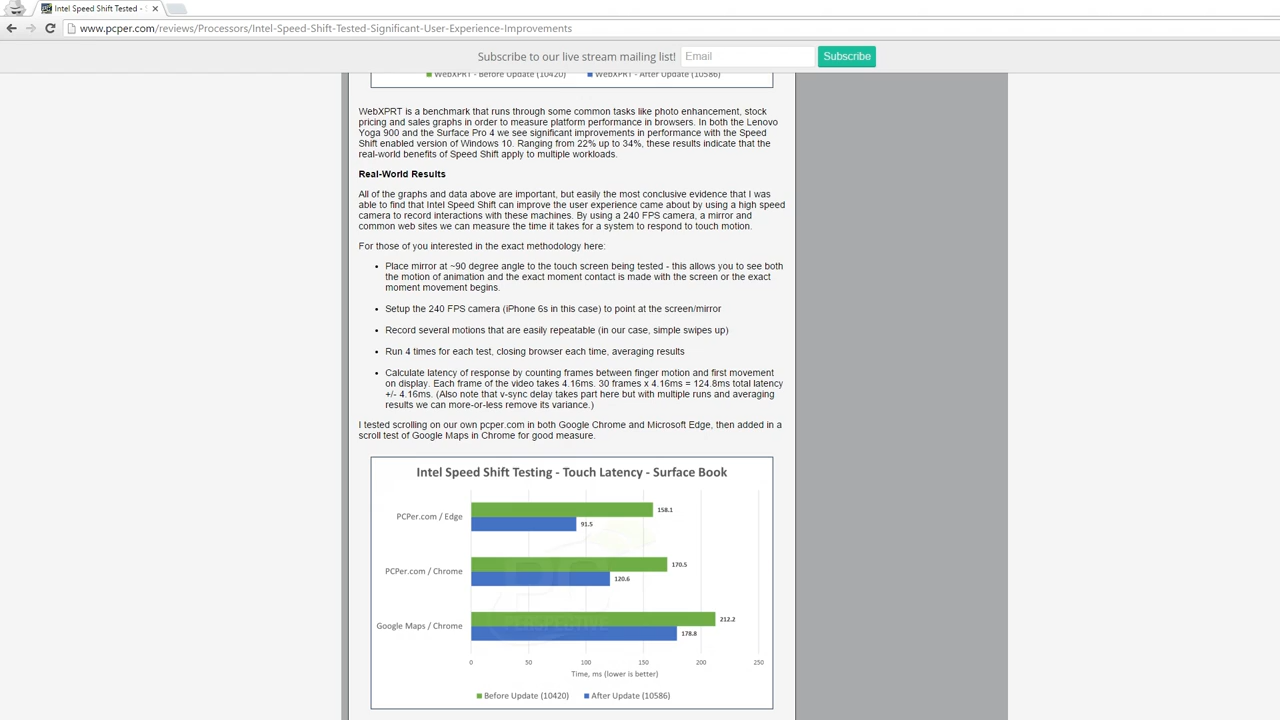 Intel Speed Shift Tested -
www.pcper.com/reviews/Processors/Intel-Speed-Shift-Tested-Significant-User-Experience-Improvements
Subscribe to our live stream mailing list! Email Subscribe
WebXPRT - Before Update (10420) WebXPRT - After Update (10586)
WebXPRT is a benchmark that runs through some common tasks like photo enhancement, stock
pricing and sales graphs in order to measure platform performance in browsers. In both the Lenovo
Yoga 900 and the Surface Pro 4 we see significant improvements in performance with the Speed
Shift enabled version of Windows 10. Ranging from 22% up to 34%, these results indicate that the
real-world benefits of Speed Shift apply to multiple workloads.
Real-World Results
All of the graphs and data above are important, but easily the most conclusive evidence that I was
able to find that Intel Speed Shift can improve the user experience came about by using a high speed
camera to record interactions with these machines. By using a 240 FPS camera, a mirror and
common web sites we can measure the time it takes for a system to respond to touch motion.
For those of you interested in the exact methodology here:
• Place mirror at ~90 degree angle to the touch screen being tested - this allows you to see both
the motion of animation and the exact moment contact is made with the screen or the exact
moment movement begins.
• Setup the 240 FPS camera (iPhone 6s in this case) to point at the screen/mirror
• Record several motions that are easily repeatable (in our case, simple swipes up)
• Run 4 times for each test, closing browser each time, averaging results
• Calculate latency of response by counting frames between finger motion and first movement
on display. Each frame of the video takes 4.16ms. 30 frames x 4.16ms = 124.8ms total latency
+/- 4.16ms. (Also note that v-sync delay takes part here but with multiple runs and averaging
results we can more-or-less remove its variance.)
I tested scrolling on our own pcper.com in both Google Chrome and Microsoft Edge, then added in a
scroll test of Google Maps in Chrome for good measure.
Intel Speed Shift Testing - Touch Latency - Surface Book
PCPer.com / Edge 158.1
91.5
PCPer.com / Chrome 170.5
120.6
Google Maps / Chrome 212.2
178.8
PERSPECTIVE
0 50 100 150 200 250
Time, ms (lower is better)
Before Update (10420) After Update (10586)